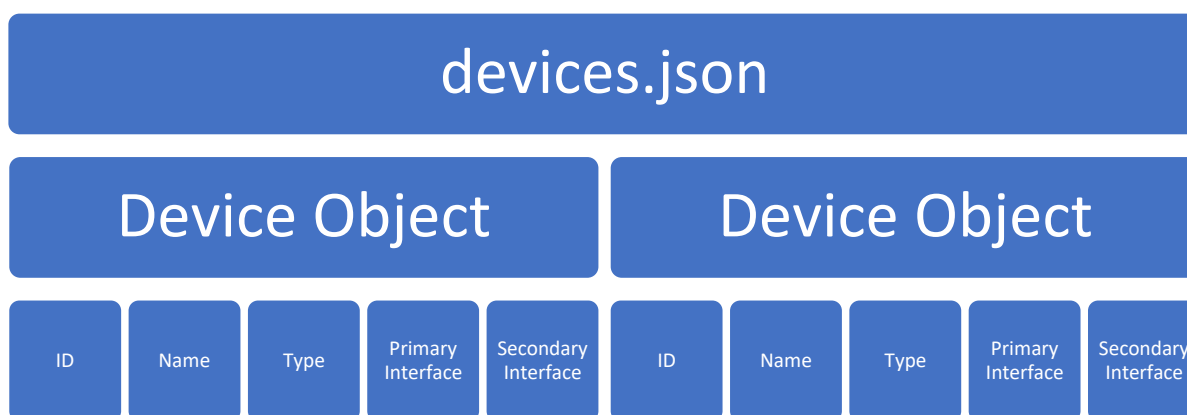 devices.json
Device Object
Device Object
ID
Name
Type
Primary
Interface
Secondary
Interface
ID
Name
Type
Primary
Interface
Secondary
Interface